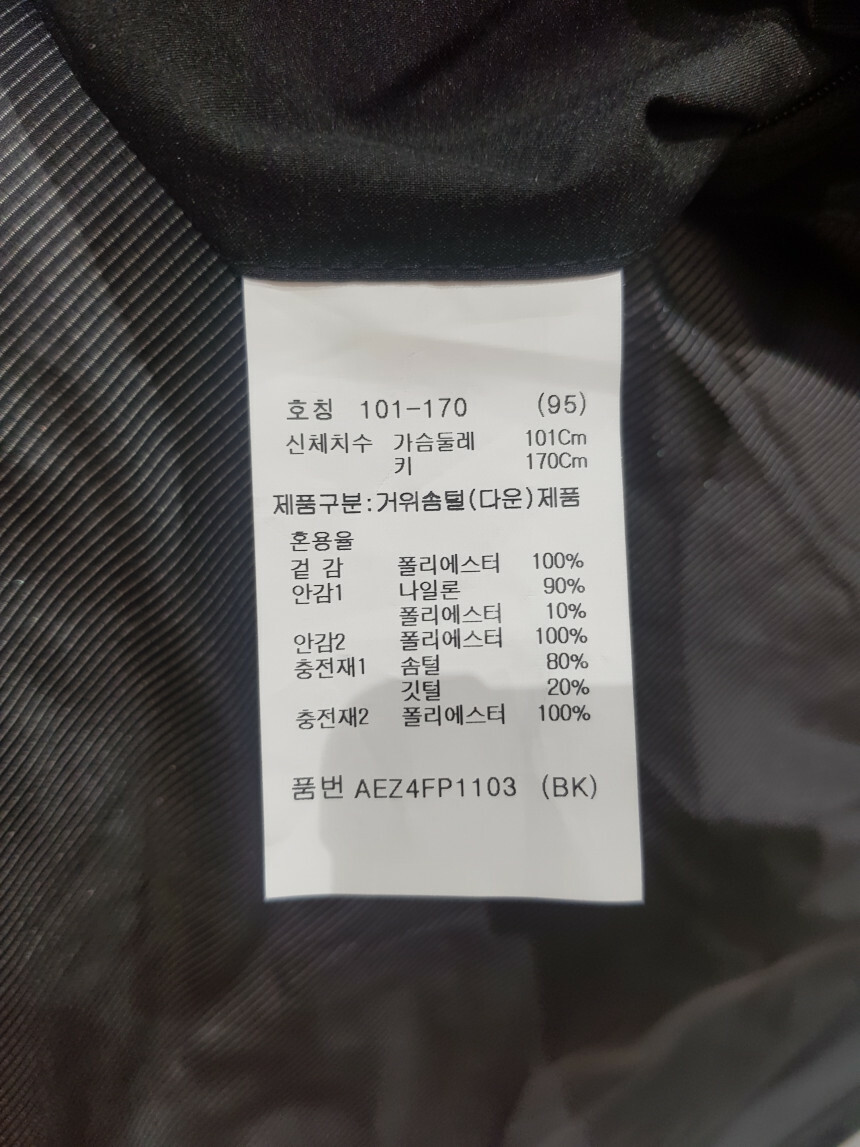 호칭 101-170 (95)
신체치수 가슴둘레 101Cm
키 170Cm
제품구분:거위솜털(다운)제품
혼용율
겉 감 폴리에스터 100%
안감1 나일론 90%
폴리에스터 10%
안감2 폴리에스터 100%
충전재1 솜털 80%
깃털 20%
충전재2 폴리에스터 100%
품번 AEZ4FP1103 (BK)